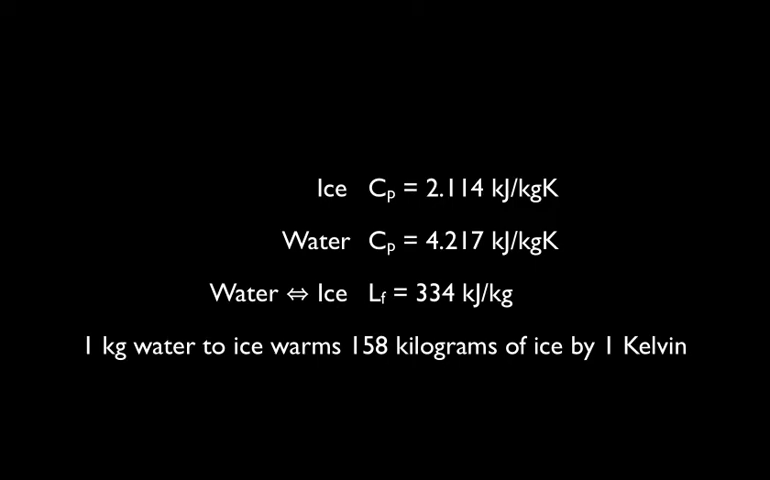 Ice Cₚ = 2.114 kJ/kgK
Water Cₚ = 4.217 kJ/kgK
Water ⇔ Ice L_f = 334 kJ/kg
1 kg water to ice warms 158 kilograms of ice by 1 Kelvin